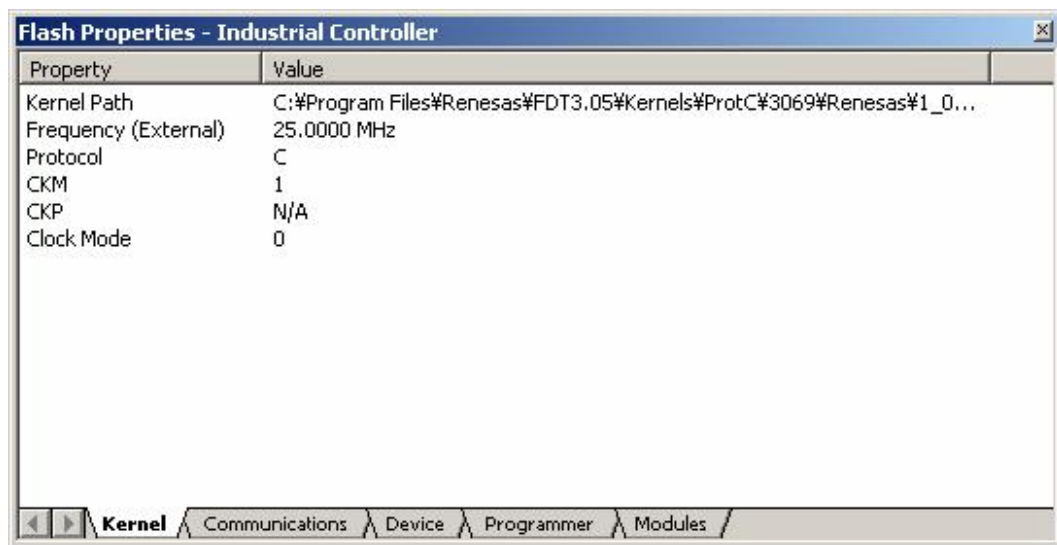 Flash Properties - Industrial Controller
Property Value
Kernel Path C:¥Program Files¥Renesas¥FDT3.05¥Kernels¥ProtC¥3069¥Renesas¥1_0...
Frequency (External) 25.0000 MHz
Protocol C
CKM 1
CKP N/A
Clock Mode 0
Kernel Communications Device Programmer Modules